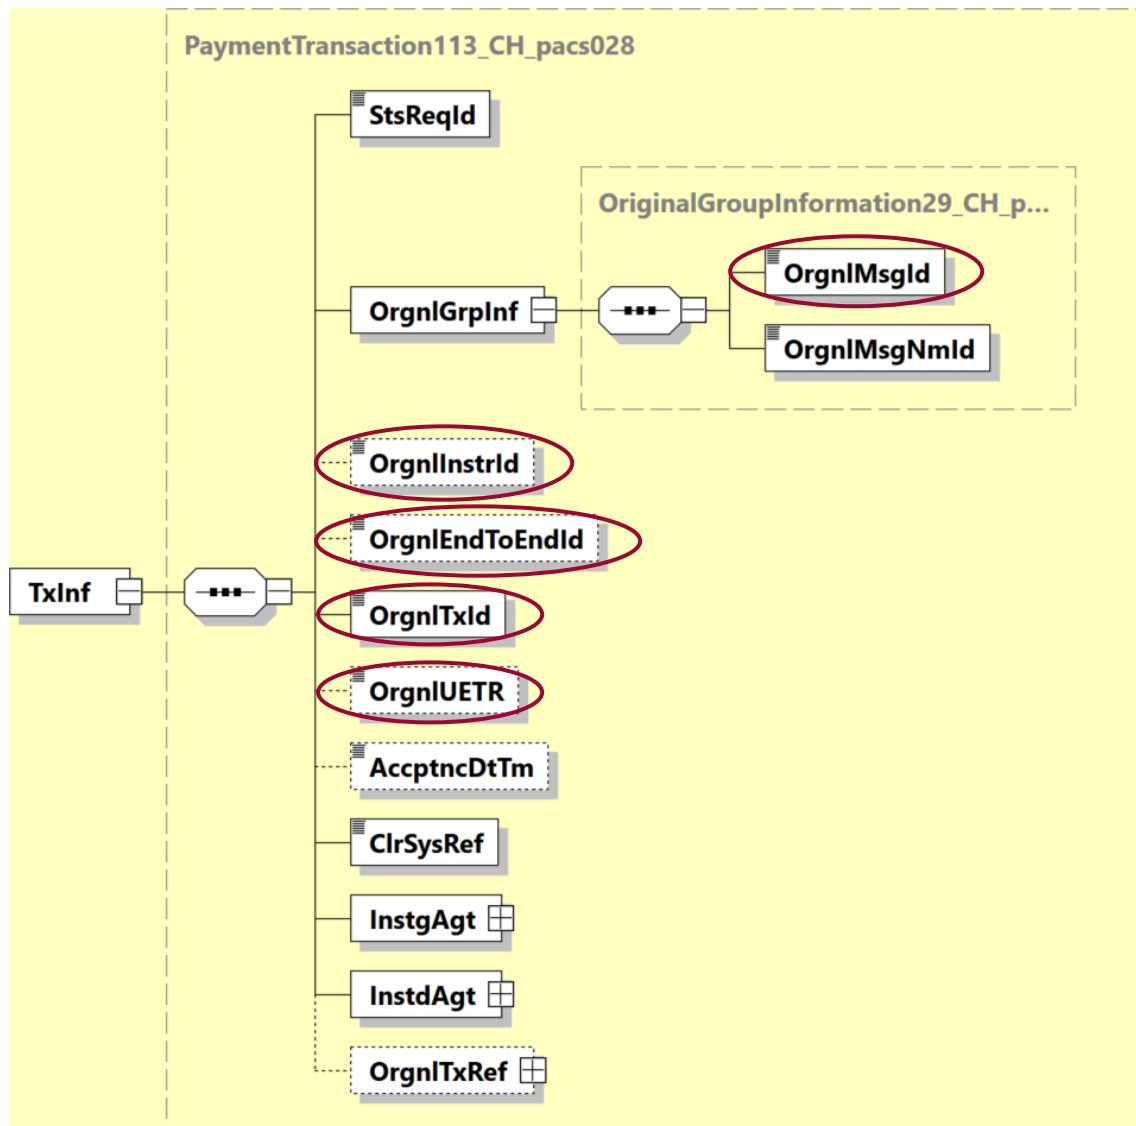 PaymentTransaction113_CH_pacs028
StsReqId
OriginalGroupInformation29_CH_p...
OrgnlMsgId
OrgnlGrpInf
OrgnlMsgNmId
OrgnlInstrId
OrgnlEndToEndId
TxInf
OrgnlTxId
OrgnlUETR
AccptncDtTm
ClrSysRef
InstgAgt
InstdAgt
OrgnlTxRef